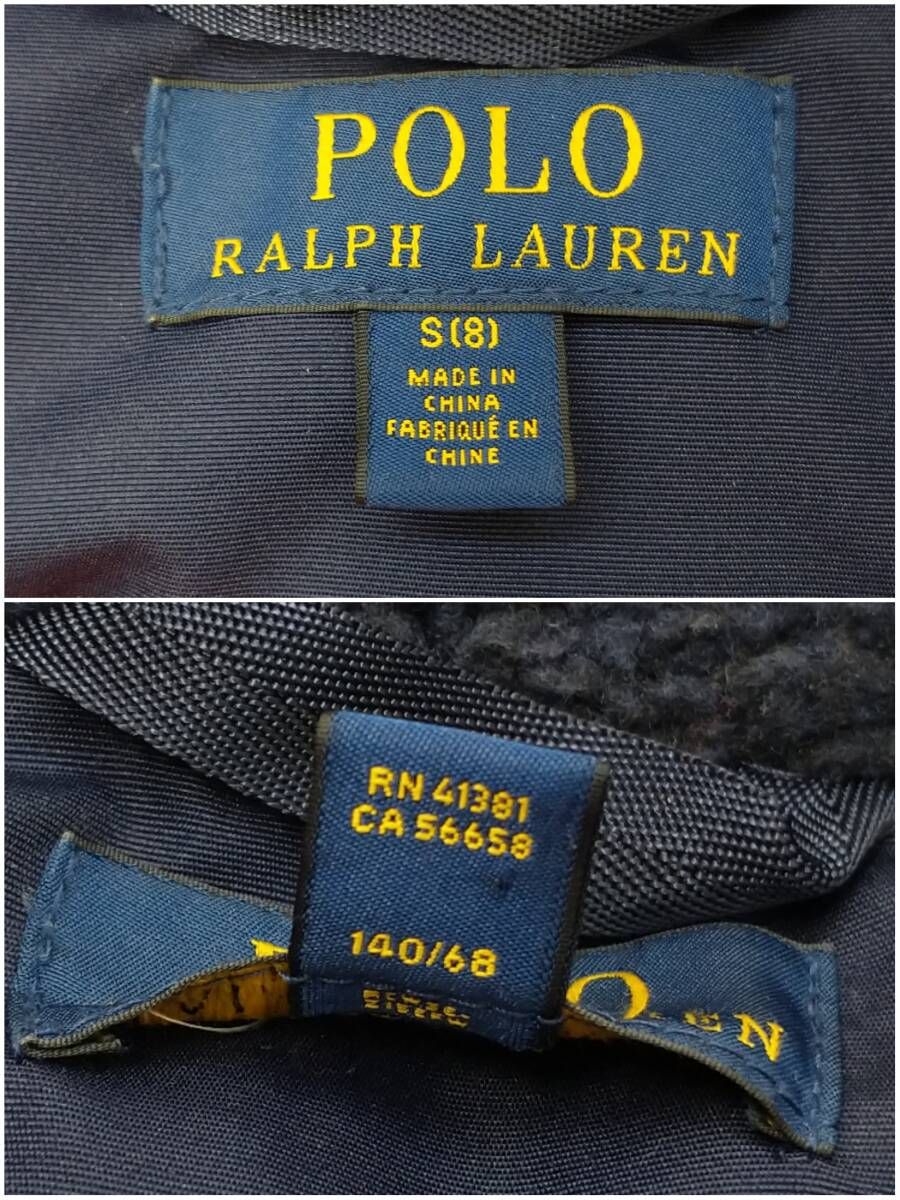 POLO
RALPH LAUREN
S(8)
MADE IN
CHINA
FABRIQUÉ EN
CHINE
RN 41381
CA 56658
140/68